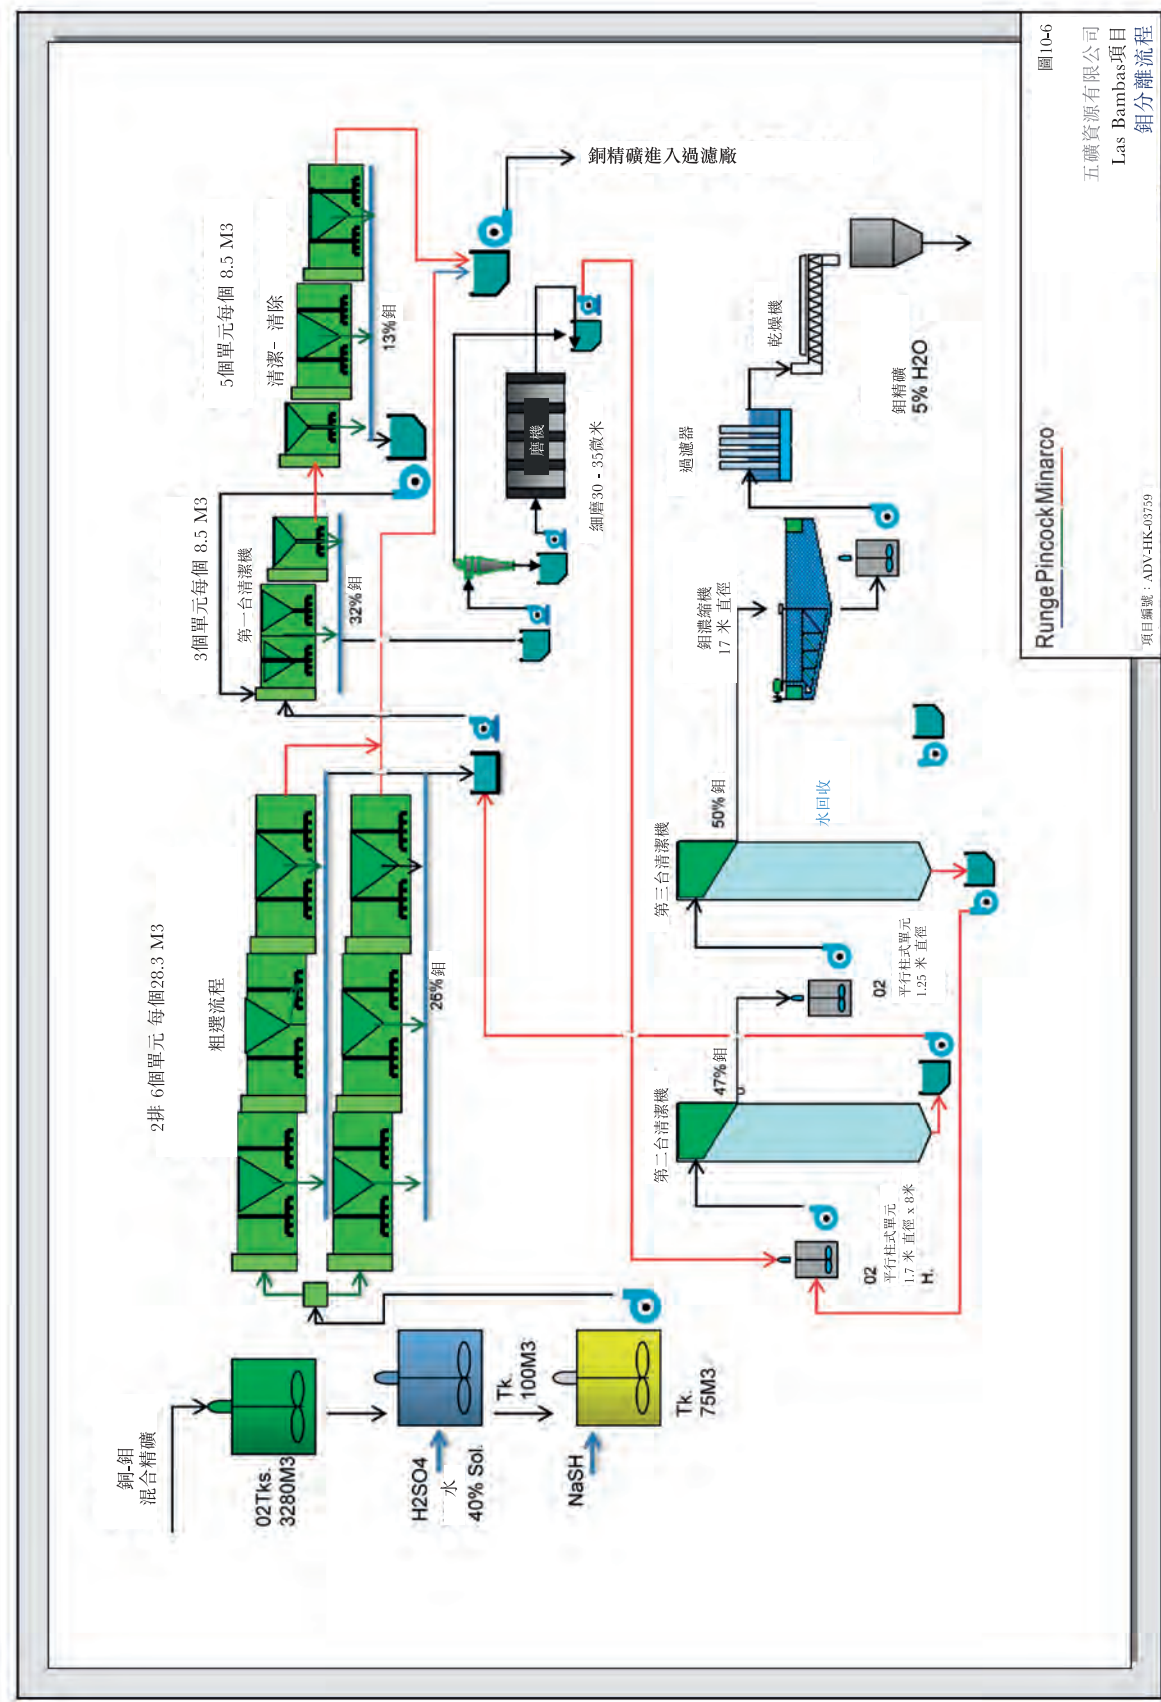 圖10-6
五礦資源有限公司
Las Bambas項目
鉬分離流程
RungePincockMinarco
項目編號：ADV-HK-03759
銅-鉬
混合精礦
02Tks.
3280M3
H2SO4
水
40% Sol.
Tk.
100M3
NaSH
Tk.
75M3
2排 6個單元 每個28.3 M3
粗選流程
26%鉬
3個單元每個 8.5 M3
第一台清潔機
32%鉬
5個單元每個 8.5 M3
清潔- 清除
13%鉬
銅精礦進入過濾廠
磨機
細磨30 - 35微米
第二台清潔機
47%鉬
02
平行柱式單元
1.7 米 直徑 x 8米
H.
第三台清潔機
50%鉬
02
平行柱式單元
1.25 米 直徑
水回收
鉬濃縮機
17 米 直徑
過濾器
乾燥機
鉬精礦
5% H2O